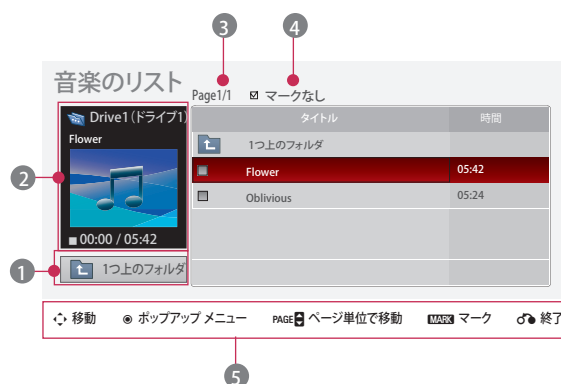 3 4
音楽のリスト Page1/1 マークなし
Drive1(ドライブ1)
Flower
00:00 / 05:42
1つ上のフォルダ
タイトル 時間
1つ上のフォルダ
Flower 05:42
Oblivious 05:24
2
1
移動 ポップアップ メニュー PAGE ページ単位で移動 MARK マーク 終了
5